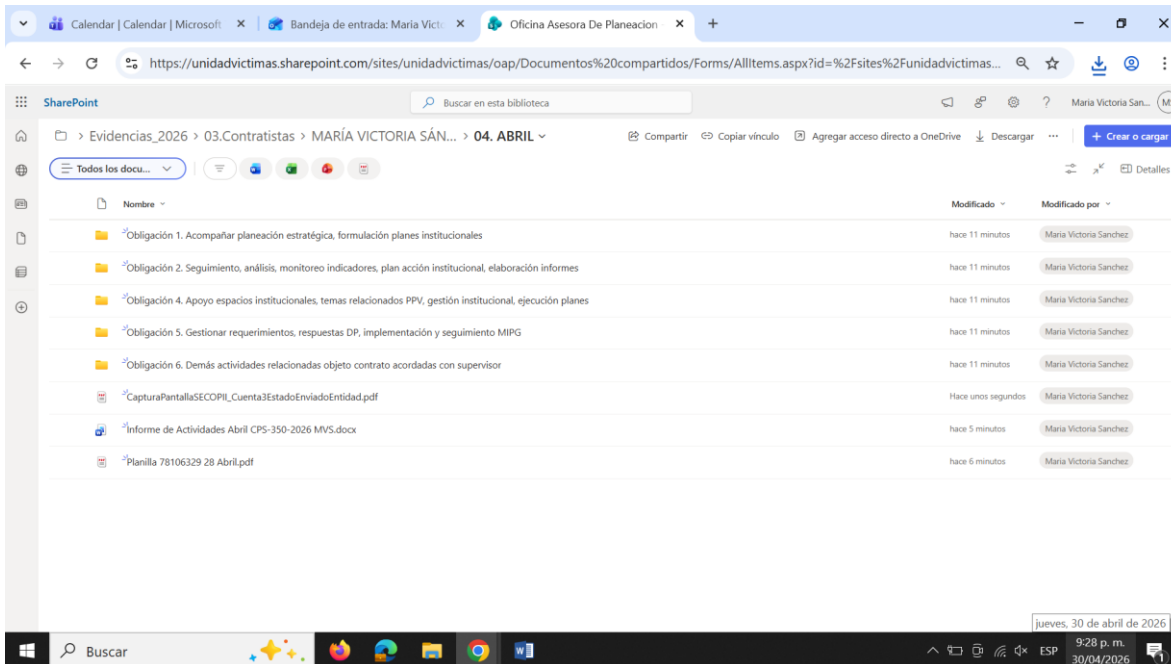 Calendar | Calendar | Microsoft
Bandeja de entrada: Maria Victo
Oficina Asesora De Planeacion -
https://unidadvictimas.sharepoint.com/sites/unidadvictimas/oap/Documentos%20compartidos/Forms/AllItems.aspx?id=%2Fsites%2Funidadvictimas...
SharePoint
Buscar en esta biblioteca
Maria Victoria San...
> Evidencias_2026 > 03.Contratistas > MARÍA VICTORIA SÁN... > 04. ABRIL
Compartir
Copiar vínculo
Agregar acceso directo a OneDrive
Descargar
...
+ Crear o cargar
Todos los docu...
Detalles
Nombre
Modificado
Modificado por
Obligación 1. Acompañar planeación estratégica, formulación planes institucionales
hace 11 minutos
Maria Victoria Sanchez
Obligación 2. Seguimiento, análisis, monitoreo indicadores, plan acción institucional, elaboración informes
hace 11 minutos
Maria Victoria Sanchez
Obligación 4. Apoyo espacios institucionales, temas relacionados PPV, gestión institucional, ejecución planes
hace 11 minutos
Maria Victoria Sanchez
Obligación 5. Gestionar requerimientos, respuestas DP, implementación y seguimiento MIPG
hace 11 minutos
Maria Victoria Sanchez
Obligación 6. Demás actividades relacionadas objeto contrato acordadas con supervisor
hace 11 minutos
Maria Victoria Sanchez
CapturaPantallaSECOPII_Cuenta3EstadoEnviadoEntidad.pdf
Hace unos segundos
Maria Victoria Sanchez
Informe de Actividades Abril CPS-350-2026 MVS.docx
hace 5 minutos
Maria Victoria Sanchez
Planilla 78106329 28 Abril.pdf
hace 6 minutos
Maria Victoria Sanchez
jueves, 30 de abril de 2026
Buscar
ESP
9:28 p. m.
30/04/2026